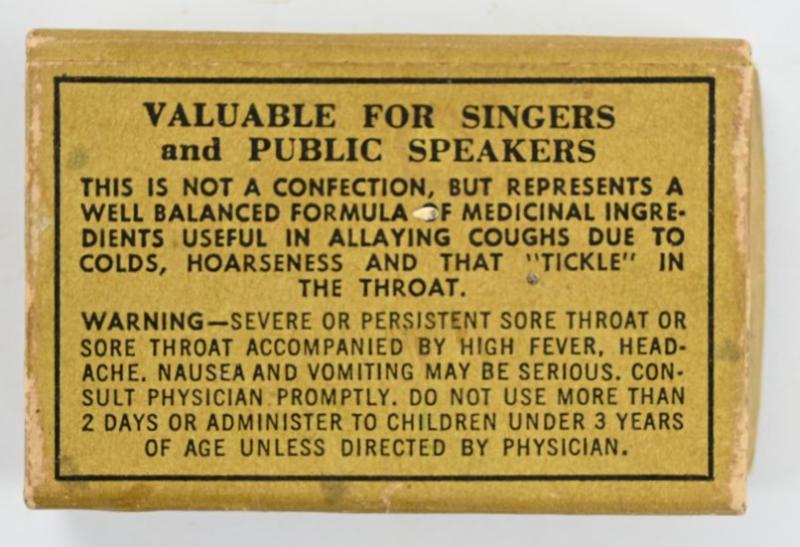 VALUABLE FOR SINGERS
and PUBLIC SPEAKERS
THIS IS NOT A CONFECTION, BUT REPRESENTS A
WELL BALANCED FORMULA OF MEDICINAL INGRE-
DIENTS USEFUL IN ALLAYING COUGHS DUE TO
COLDS, HOARSENESS AND THAT "TICKLE" IN
THE THROAT.
WARNING—SEVERE OR PERSISTENT SORE THROAT OR
SORE THROAT ACCOMPANIED BY HIGH FEVER, HEAD-
ACHE, NAUSEA AND VOMITING MAY BE SERIOUS. CON-
SULT PHYSICIAN PROMPTLY. DO NOT USE MORE THAN
2 DAYS OR ADMINISTER TO CHILDREN UNDER 3 YEARS
OF AGE UNLESS DIRECTED BY PHYSICIAN.